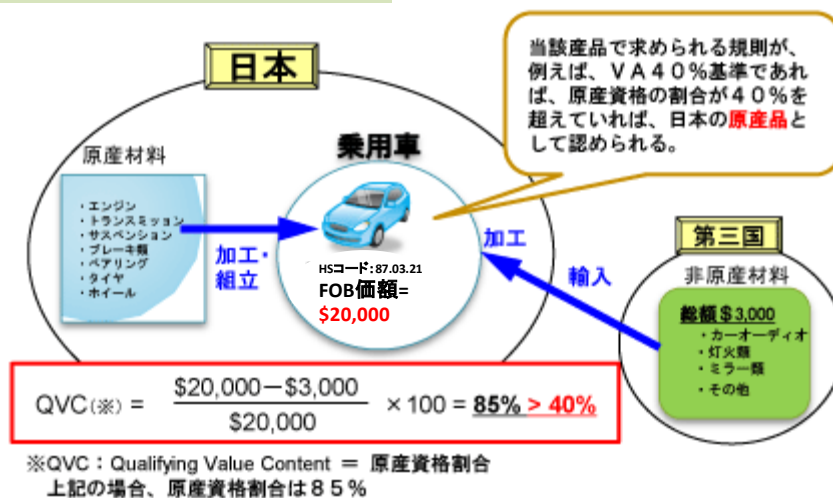 日本
当該産品で求められる規則が、
例えば、VA40%基準であれ
ば、原産資格の割合が40%を
超えていれば、日本の原産品と
して認められる。
原産材料
・エンジン
・トランスミッション
・サスペンション
・ブレーキ類
・ベアリング
・タイヤ
・ホイール
加工・
組立
乗用車
HSコード:87.03.21
FOB価額=
$20,000
加工
輸入
第三国
非原産材料
総額$3,000
・カーオーディオ
・灯火類
・ミラー類
・その他
QVC(※) = $20,000-$3,000 / $20,000 ×100 = 85% > 40%
※QVC:Qualifying Value Content = 原産資格割合
上記の場合、原産資格割合は85%